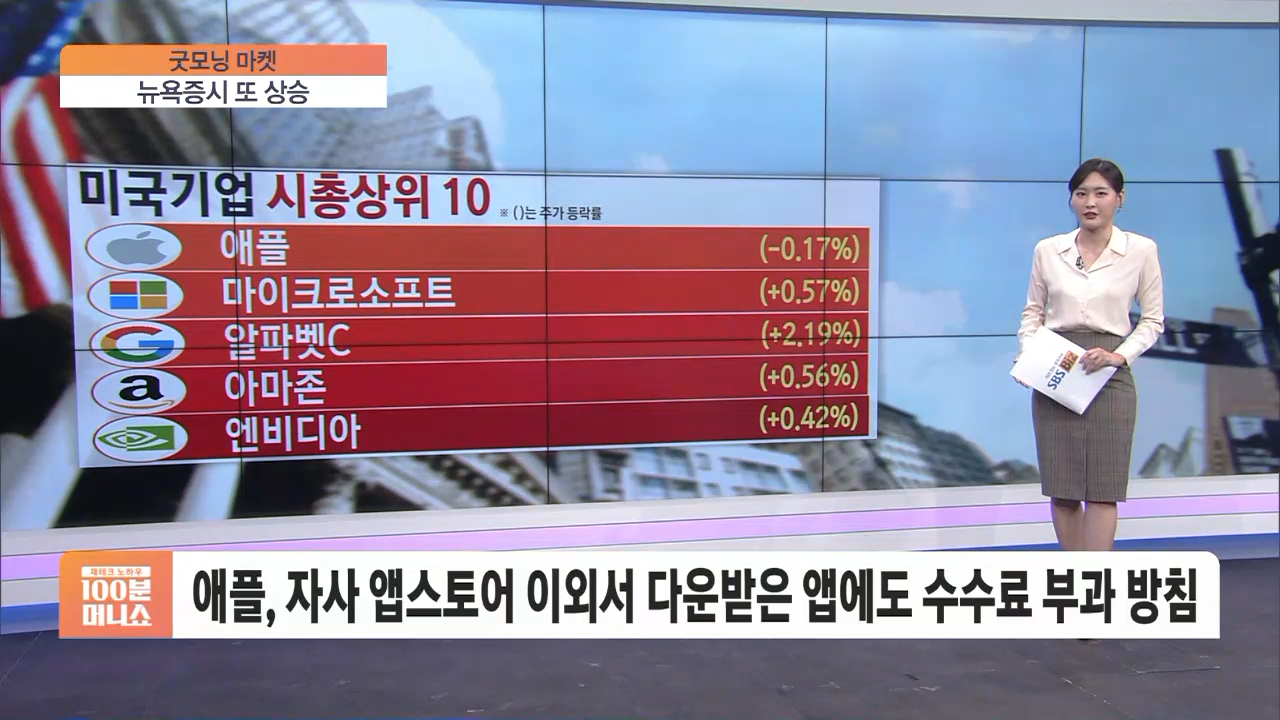 굿모닝 마켓
뉴욕증시 또 상승
미국기업 시총상위 10
※ ( )는 주가 등락률
애플 (-0.17%)
마이크로소프트 (+0.57%)
알파벳C (+2.19%)
아마존 (+0.56%)
엔비디아 (+0.42%)
SBS Biz
재테크 노하우
100분
머니쇼
애플, 자사 앱스토어 이외서 다운받은 앱에도 수수료 부과 방침